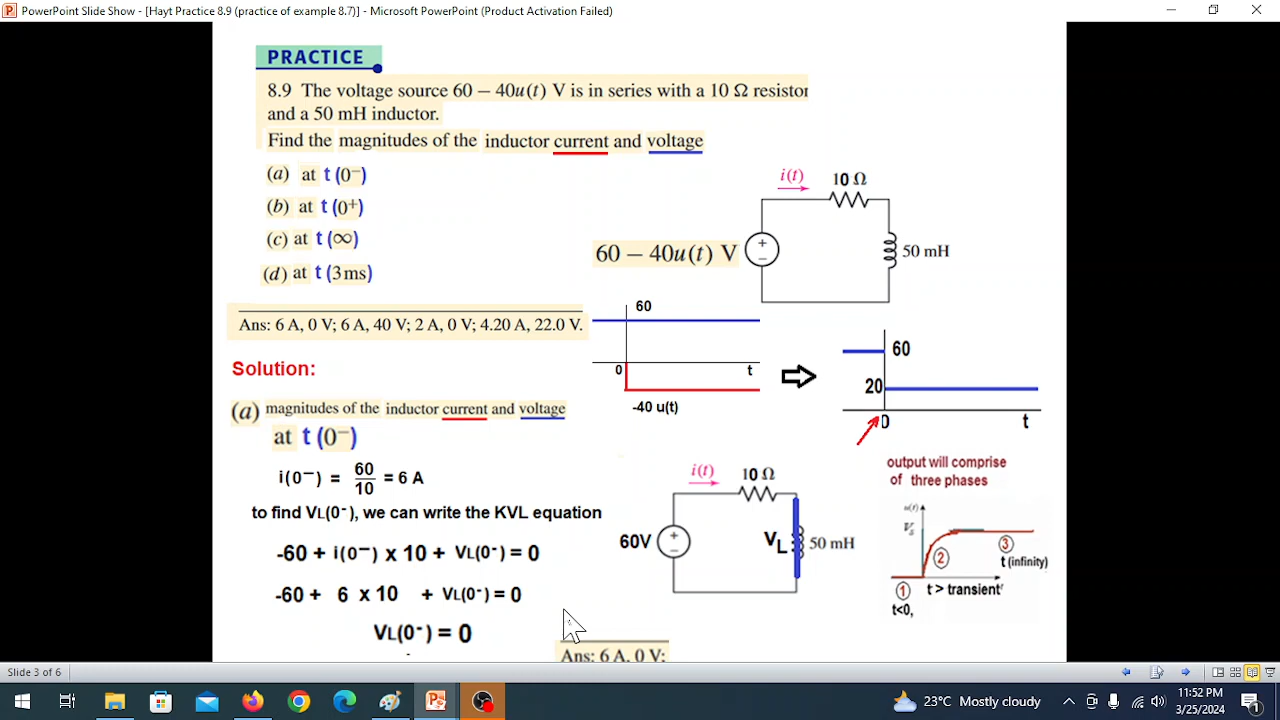 PowerPoint Slide Show - [Hayt Practice 8.9 (practice of example 8.7)] - Microsoft PowerPoint (Product Activation Failed)
PRACTICE
8.9 The voltage source 60 – 40u(t) V is in series with a 10 Ω resistor
and a 50 mH inductor.
Find the magnitudes of the inductor current and voltage
(a) at t (0⁻)
(b) at t (0⁺)
(c) at t (∞)
(d) at t (3 ms)
i(t) 10 Ω
60 – 40u(t) V
+
–
50 mH
Ans: 6 A, 0 V; 6 A, 40 V; 2 A, 0 V; 4.20 A, 22.0 V.
60
0 t
-40 u(t)
60
20
0 t
Solution:
(a) magnitudes of the inductor current and voltage
at t (0⁻)
i(0⁻) = 60/10 = 6 A
to find VL(0⁻), we can write the KVL equation
-60 + i(0⁻) x 10 + VL(0⁻) = 0
-60 + 6 x 10 + VL(0⁻) = 0
VL(0⁻) = 0
i(t) 10 Ω
60V
+
–
VL 50 mH
output will comprise
of three phases
u(t)
Vs
1
2
3
t (infinity)
t > transient
t<0,
Ans: 6 A, 0 V;
Slide 3 of 6
23°C Mostly cloudy
11:52 PM
3/25/2024
1